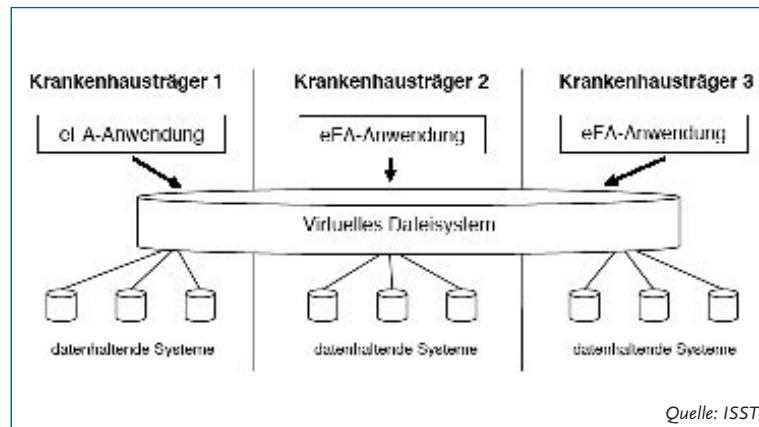 Krankenhausträger 1
Krankenhausträger 2
Krankenhausträger 3
eFA-Anwendung
eFA-Anwendung
eFA-Anwendung
Virtuelles Dateisystem
datenhaltende Systeme
datenhaltende Systeme
datenhaltende Systeme
Quelle: ISST